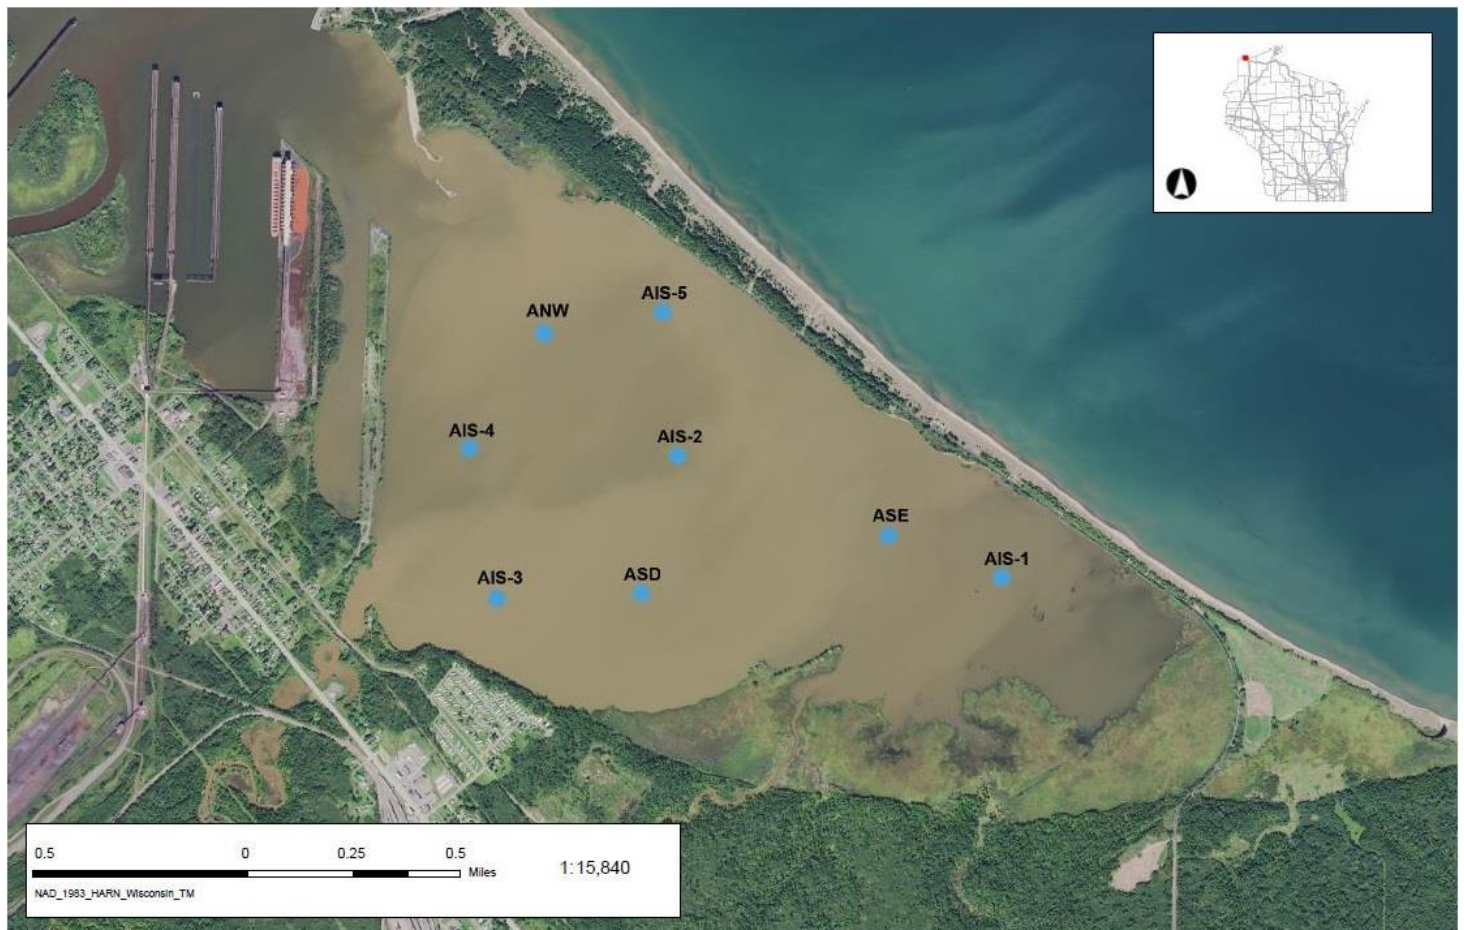 AIS-5
ANW
AIS-4
AIS-2
ASE
AIS-1
AIS-3
ASD
0.5 0 0.25 0.5
Miles
1:15,840
NAD_1983_HARN_Wisconsin_TM